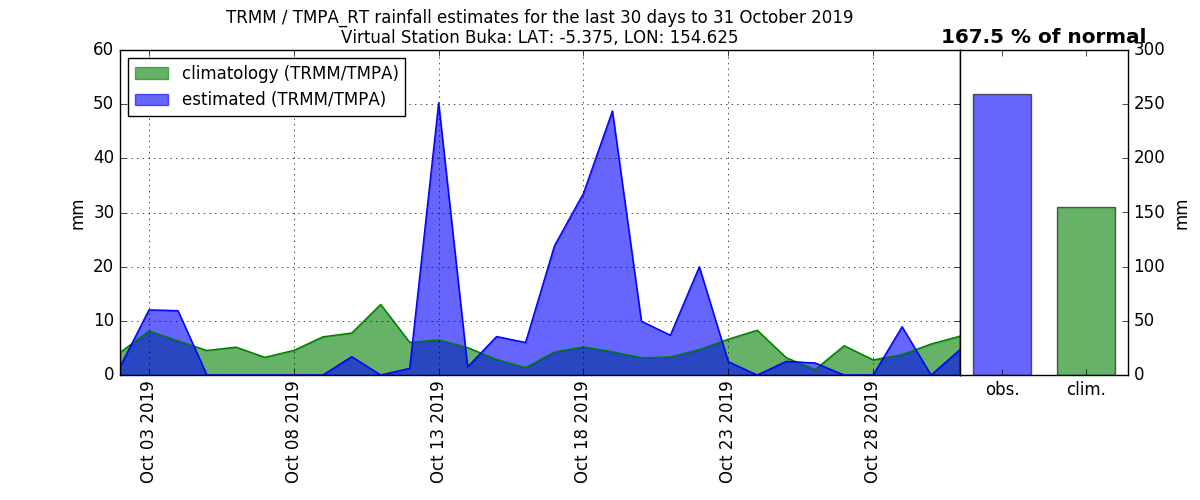 TRMM / TMPA_RT rainfall estimates for the last 30 days to 31 October 2019
Virtual Station Buka: LAT: -5.375, LON: 154.625
167.5 % of normal
climatology (TRMM/TMPA)
estimated (TRMM/TMPA)
mm
60
50
40
30
20
10
0
Oct 03 2019
Oct 08 2019
Oct 13 2019
Oct 18 2019
Oct 23 2019
Oct 28 2019
obs.
clim.
300
250
200
150
100
50
0
mm